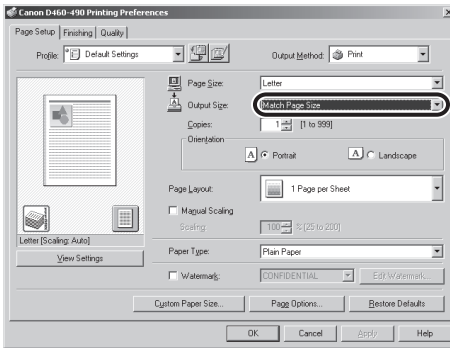 Canon D460-490 Printing Preferences
Page Setup Finishing Quality
Profile: Default Settings Output Method: Print
Page Size: Letter
Output Size: Match Page Size
Copies: 1 [1 to 999]
Orientation
A Portrait A Landscape
Page Layout: 1 Page per Sheet
Manual Scaling
Scaling: 100 % [25 to 200]
Letter [Scaling: Auto]
View Settings
Paper Type: Plain Paper
Watermark: CONFIDENTIAL Edit Watermark...
Custom Paper Size... Page Options... Restore Defaults
OK Cancel Apply Help